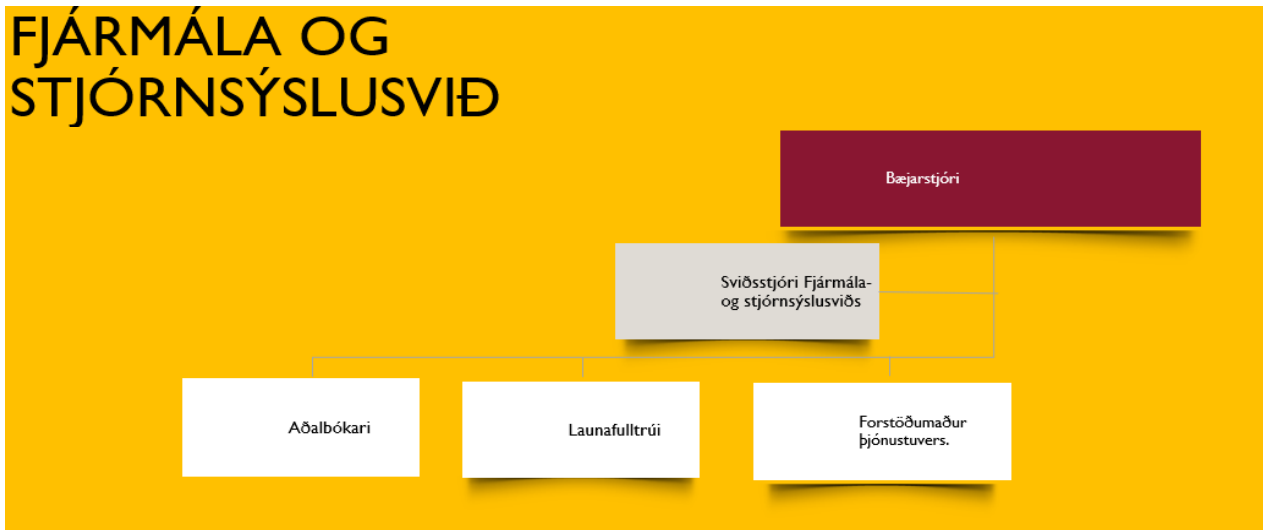 FJÁRMÁLA OG
STJÓRNSÝSLUSVIÐ
Bæjarstjóri
Sviðsstjóri Fjármála-
og stjórnsýslusviðs
Aðalbókari
Launafulltrúi
Forstöðumaður
þjónustuvers.